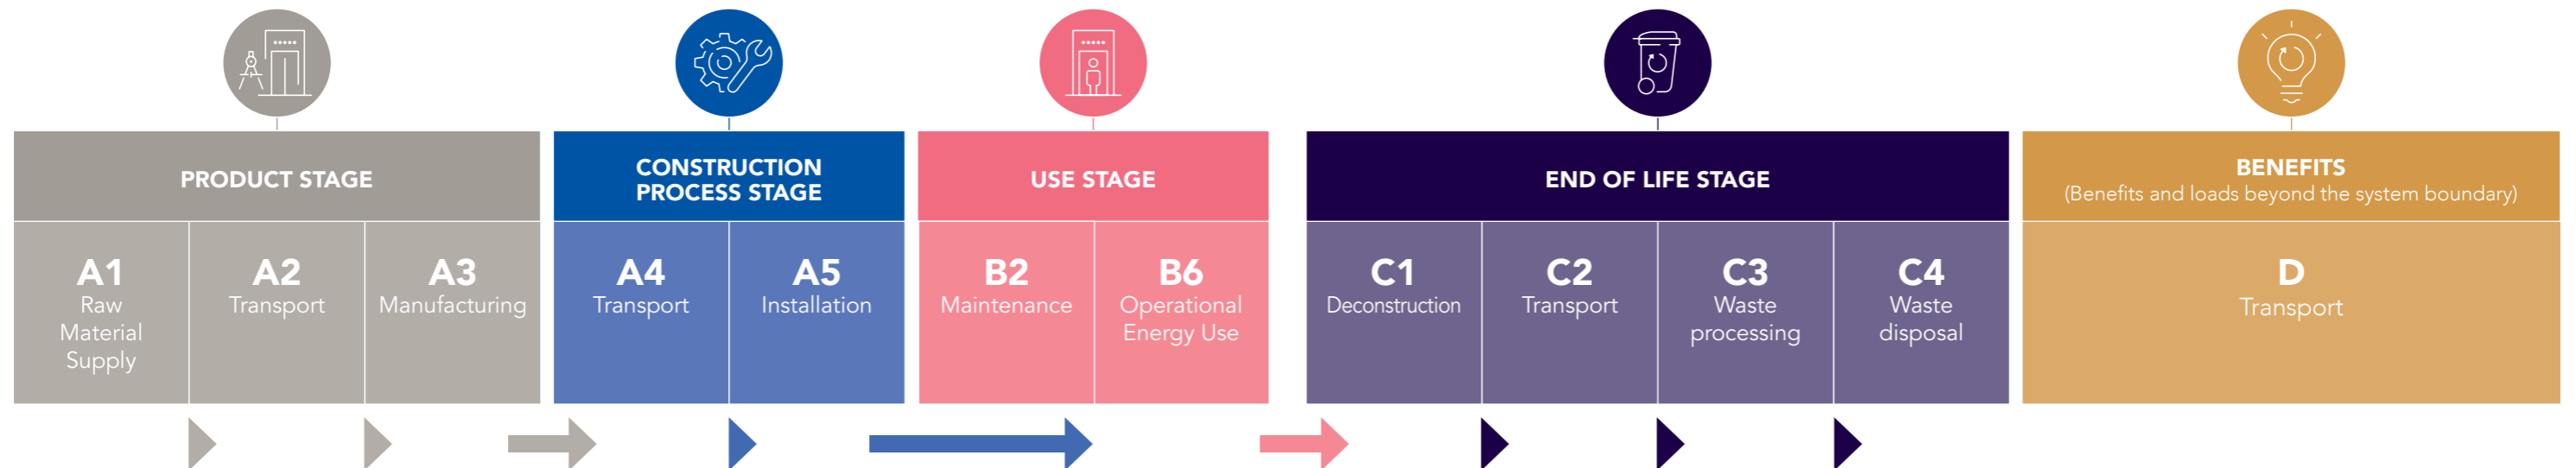 PRODUCT STAGE
A1
Raw
Material
Supply
A2
Transport
A3
Manufacturing
CONSTRUCTION
PROCESS STAGE
A4
Transport
A5
Installation
USE STAGE
B2
Maintenance
B6
Operational
Energy Use
END OF LIFE STAGE
C1
Deconstruction
C2
Transport
C3
Waste
processing
C4
Waste
disposal
BENEFITS
(Benefits and loads beyond the system boundary)
D
Transport